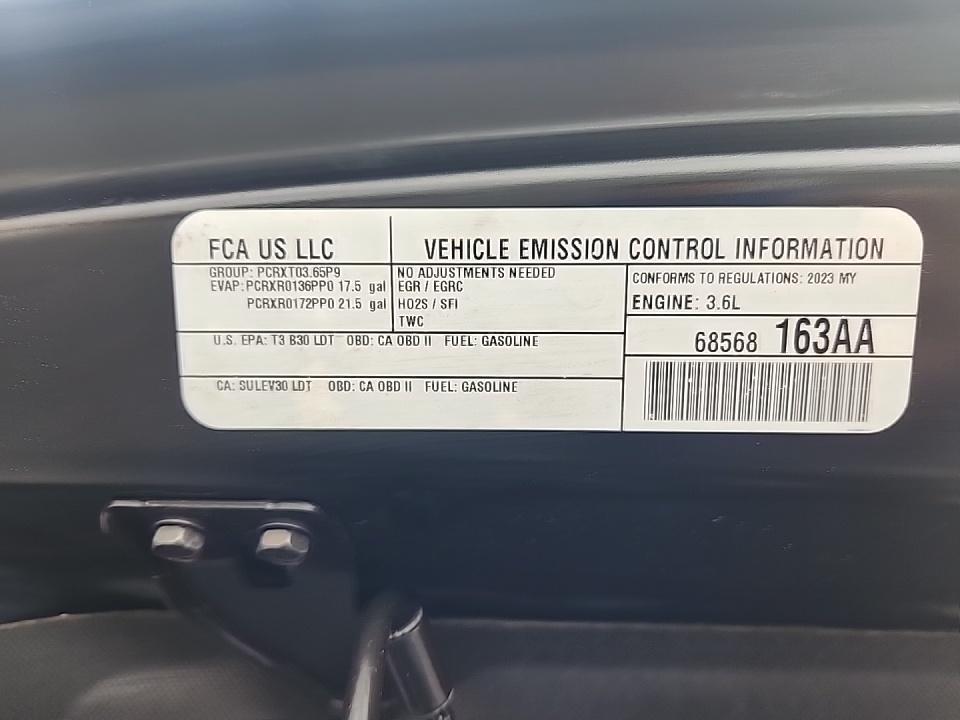 FCA US LLC
VEHICLE EMISSION CONTROL INFORMATION
GROUP: PCRXT03.65P9
EVAP: PCRXR0136PP0 17.5 gal
PCRXR0172PP0 21.5 gal
NO ADJUSTMENTS NEEDED
EGR / EGRC
HO2S / SFI
TWC
CONFORMS TO REGULATIONS: 2023 MY
ENGINE: 3.6L
68568 163AA
U.S. EPA: T3 B30 LDT OBD: CA OBD II FUEL: GASOLINE
CA: SULEV30 LDT OBD: CA OBD II FUEL: GASOLINE